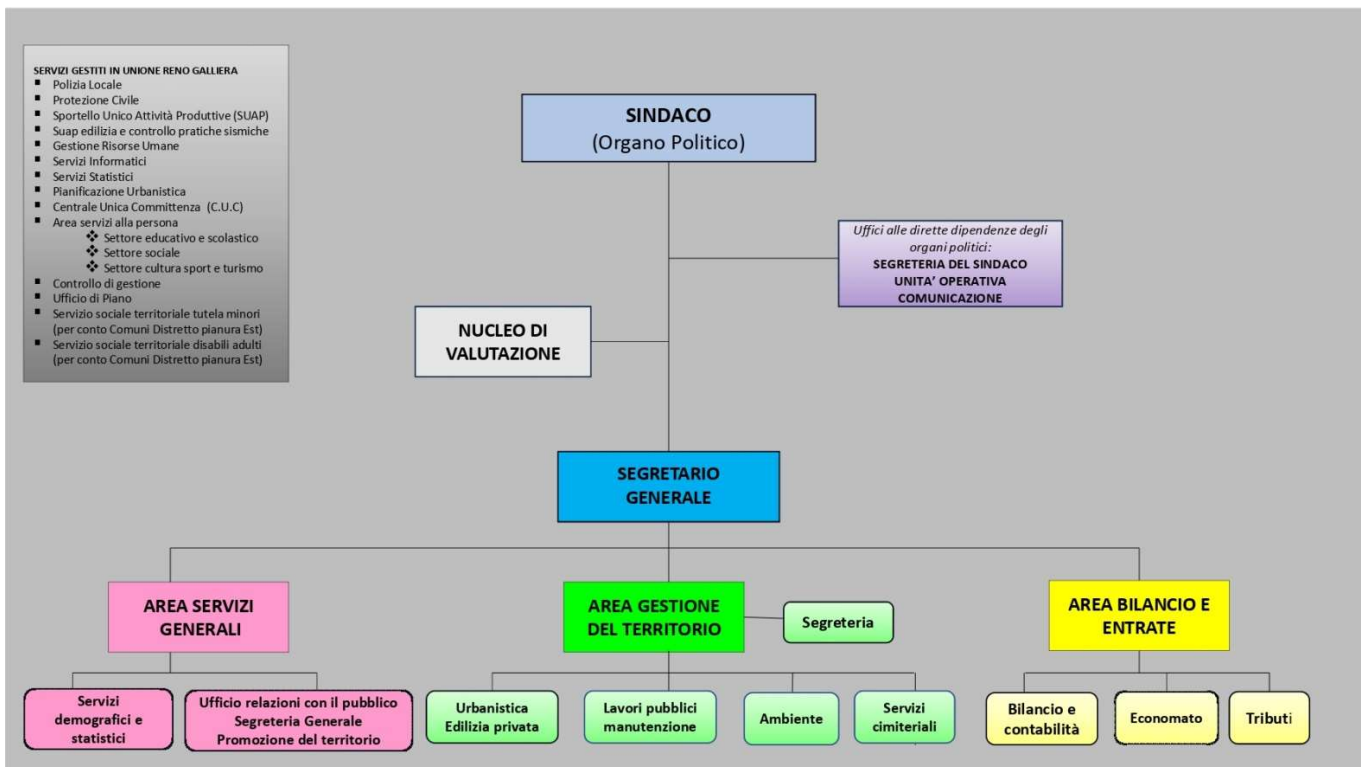 SERVIZI GESTITI IN UNIONE RENO GALLIERA
▪ Polizia Locale
▪ Protezione Civile
▪ Sportello Unico Attività Produttive (SUAP)
▪ Suap edilizia e controllo pratiche sismiche
▪ Gestione Risorse Umane
▪ Servizi Informatici
▪ Servizi Statistici
▪ Pianificazione Urbanistica
▪ Centrale Unica Committenza (C.U.C)
▪ Area servizi alla persona
❖ Settore educativo e scolastico
❖ Settore sociale
❖ Settore cultura sport e turismo
▪ Controllo di gestione
▪ Ufficio di Piano
▪ Servizio sociale territoriale tutela minori
(per conto Comuni Distretto pianura Est)
▪ Servizio sociale territoriale disabili adulti
(per conto Comuni Distretto pianura Est)
SINDACO
(Organo Politico)
Uffici alle dirette dipendenze degli
organi politici:
SEGRETERIA DEL SINDACO
UNITA’ OPERATIVA
COMUNICAZIONE
NUCLEO DI
VALUTAZIONE
SEGRETARIO
GENERALE
AREA SERVIZI
GENERALI
AREA GESTIONE
DEL TERRITORIO
Segreteria
AREA BILANCIO E
ENTRATE
Servizi
demografici e
statistici
Ufficio relazioni con il pubblico
Segreteria Generale
Promozione del territorio
Urbanistica
Edilizia privata
Lavori pubblici
manutenzione
Ambiente
Servizi
cimiteriali
Bilancio e
contabilità
Economato
Tributi